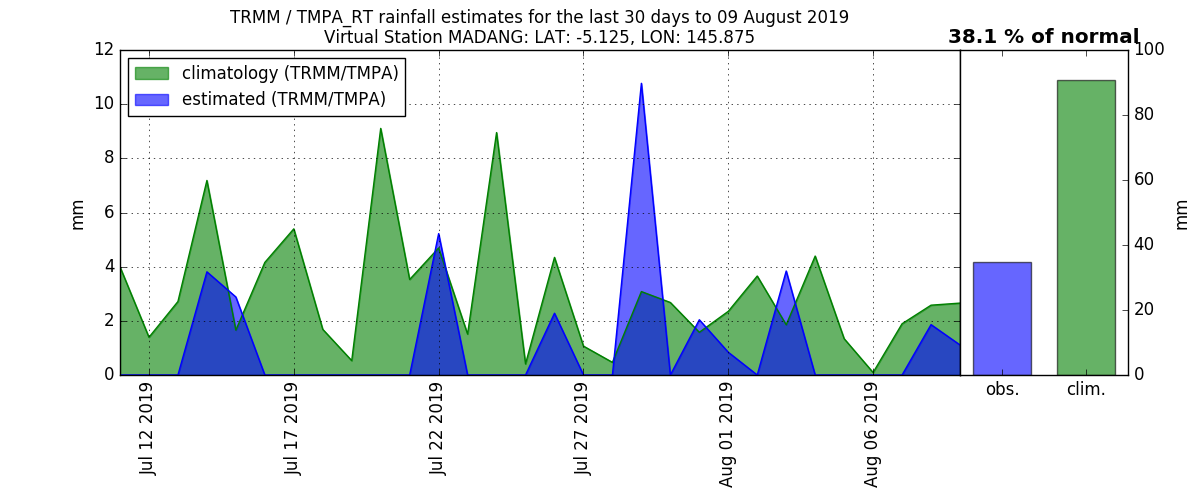 TRMM / TMPA_RT rainfall estimates for the last 30 days to 09 August 2019
Virtual Station MADANG: LAT: -5.125, LON: 145.875
38.1 % of normal
climatology (TRMM/TMPA)
estimated (TRMM/TMPA)
12
10
8
6
4
2
0
mm
Jul 12 2019
Jul 17 2019
Jul 22 2019
Jul 27 2019
Aug 01 2019
Aug 06 2019
obs.
clim.
100
80
60
40
20
0
mm